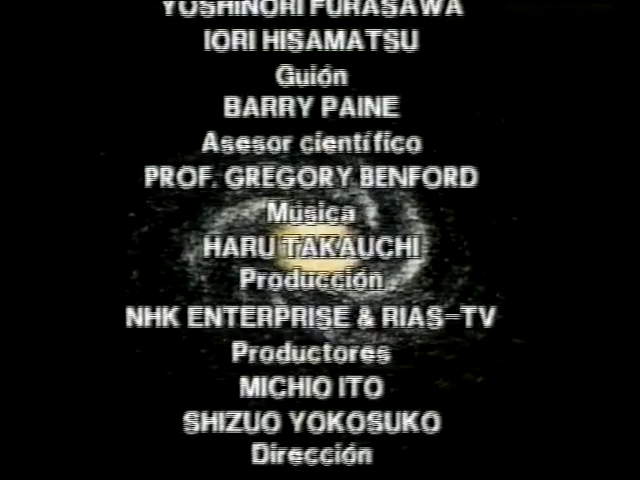 YOSHINORI FURASAWA
IORI HISAMATSU
Guión
BARRY PAINE
Asesor científico
PROF. GREGORY BENFORD
Música
HARU TAKAUCHI
Producción
NHK ENTERPRISE & RIAS-TV
Productores
MICHIO ITO
SHIZUO YOKOSUKO
Dirección